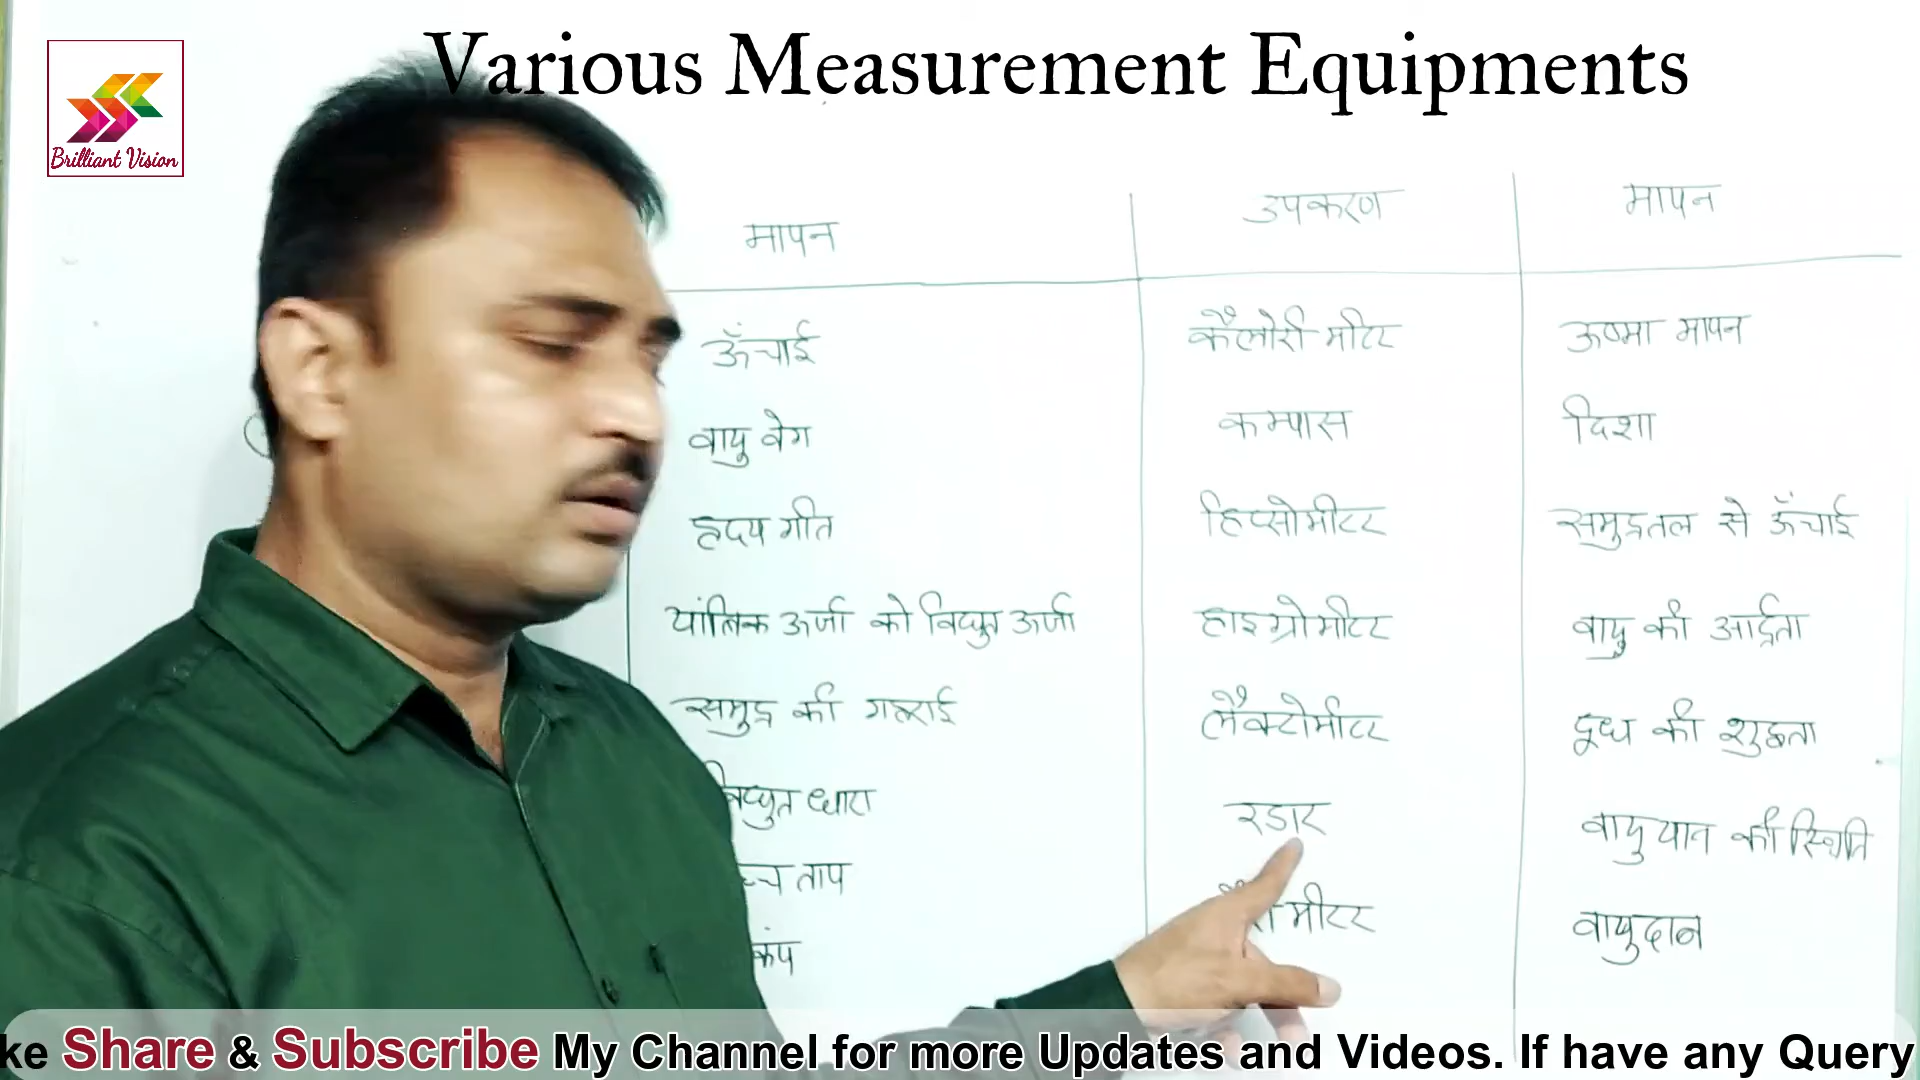 Various Measurement Equipments
Brilliant Vision
मापन उपकरण मापन
ऊँचाई कैलोरी मीटर ऊष्मा मापन
वायु वेग कम्पास दिशा
हृदय गति हिप्सोमीटर समुद्रतल से ऊँचाई
यांत्रिक ऊर्जा को विद्युत ऊर्जा हाइग्रोमीटर वायु की आर्द्रता
समुद्र की गहराई लैक्टोमीटर दूध की शुद्धता
विद्युत धारा रडार वायुयान की स्थिति
ताप मीटर वायुदाब
कंप
ke Share & Subscribe My Channel for more Updates and Videos. If have any Query